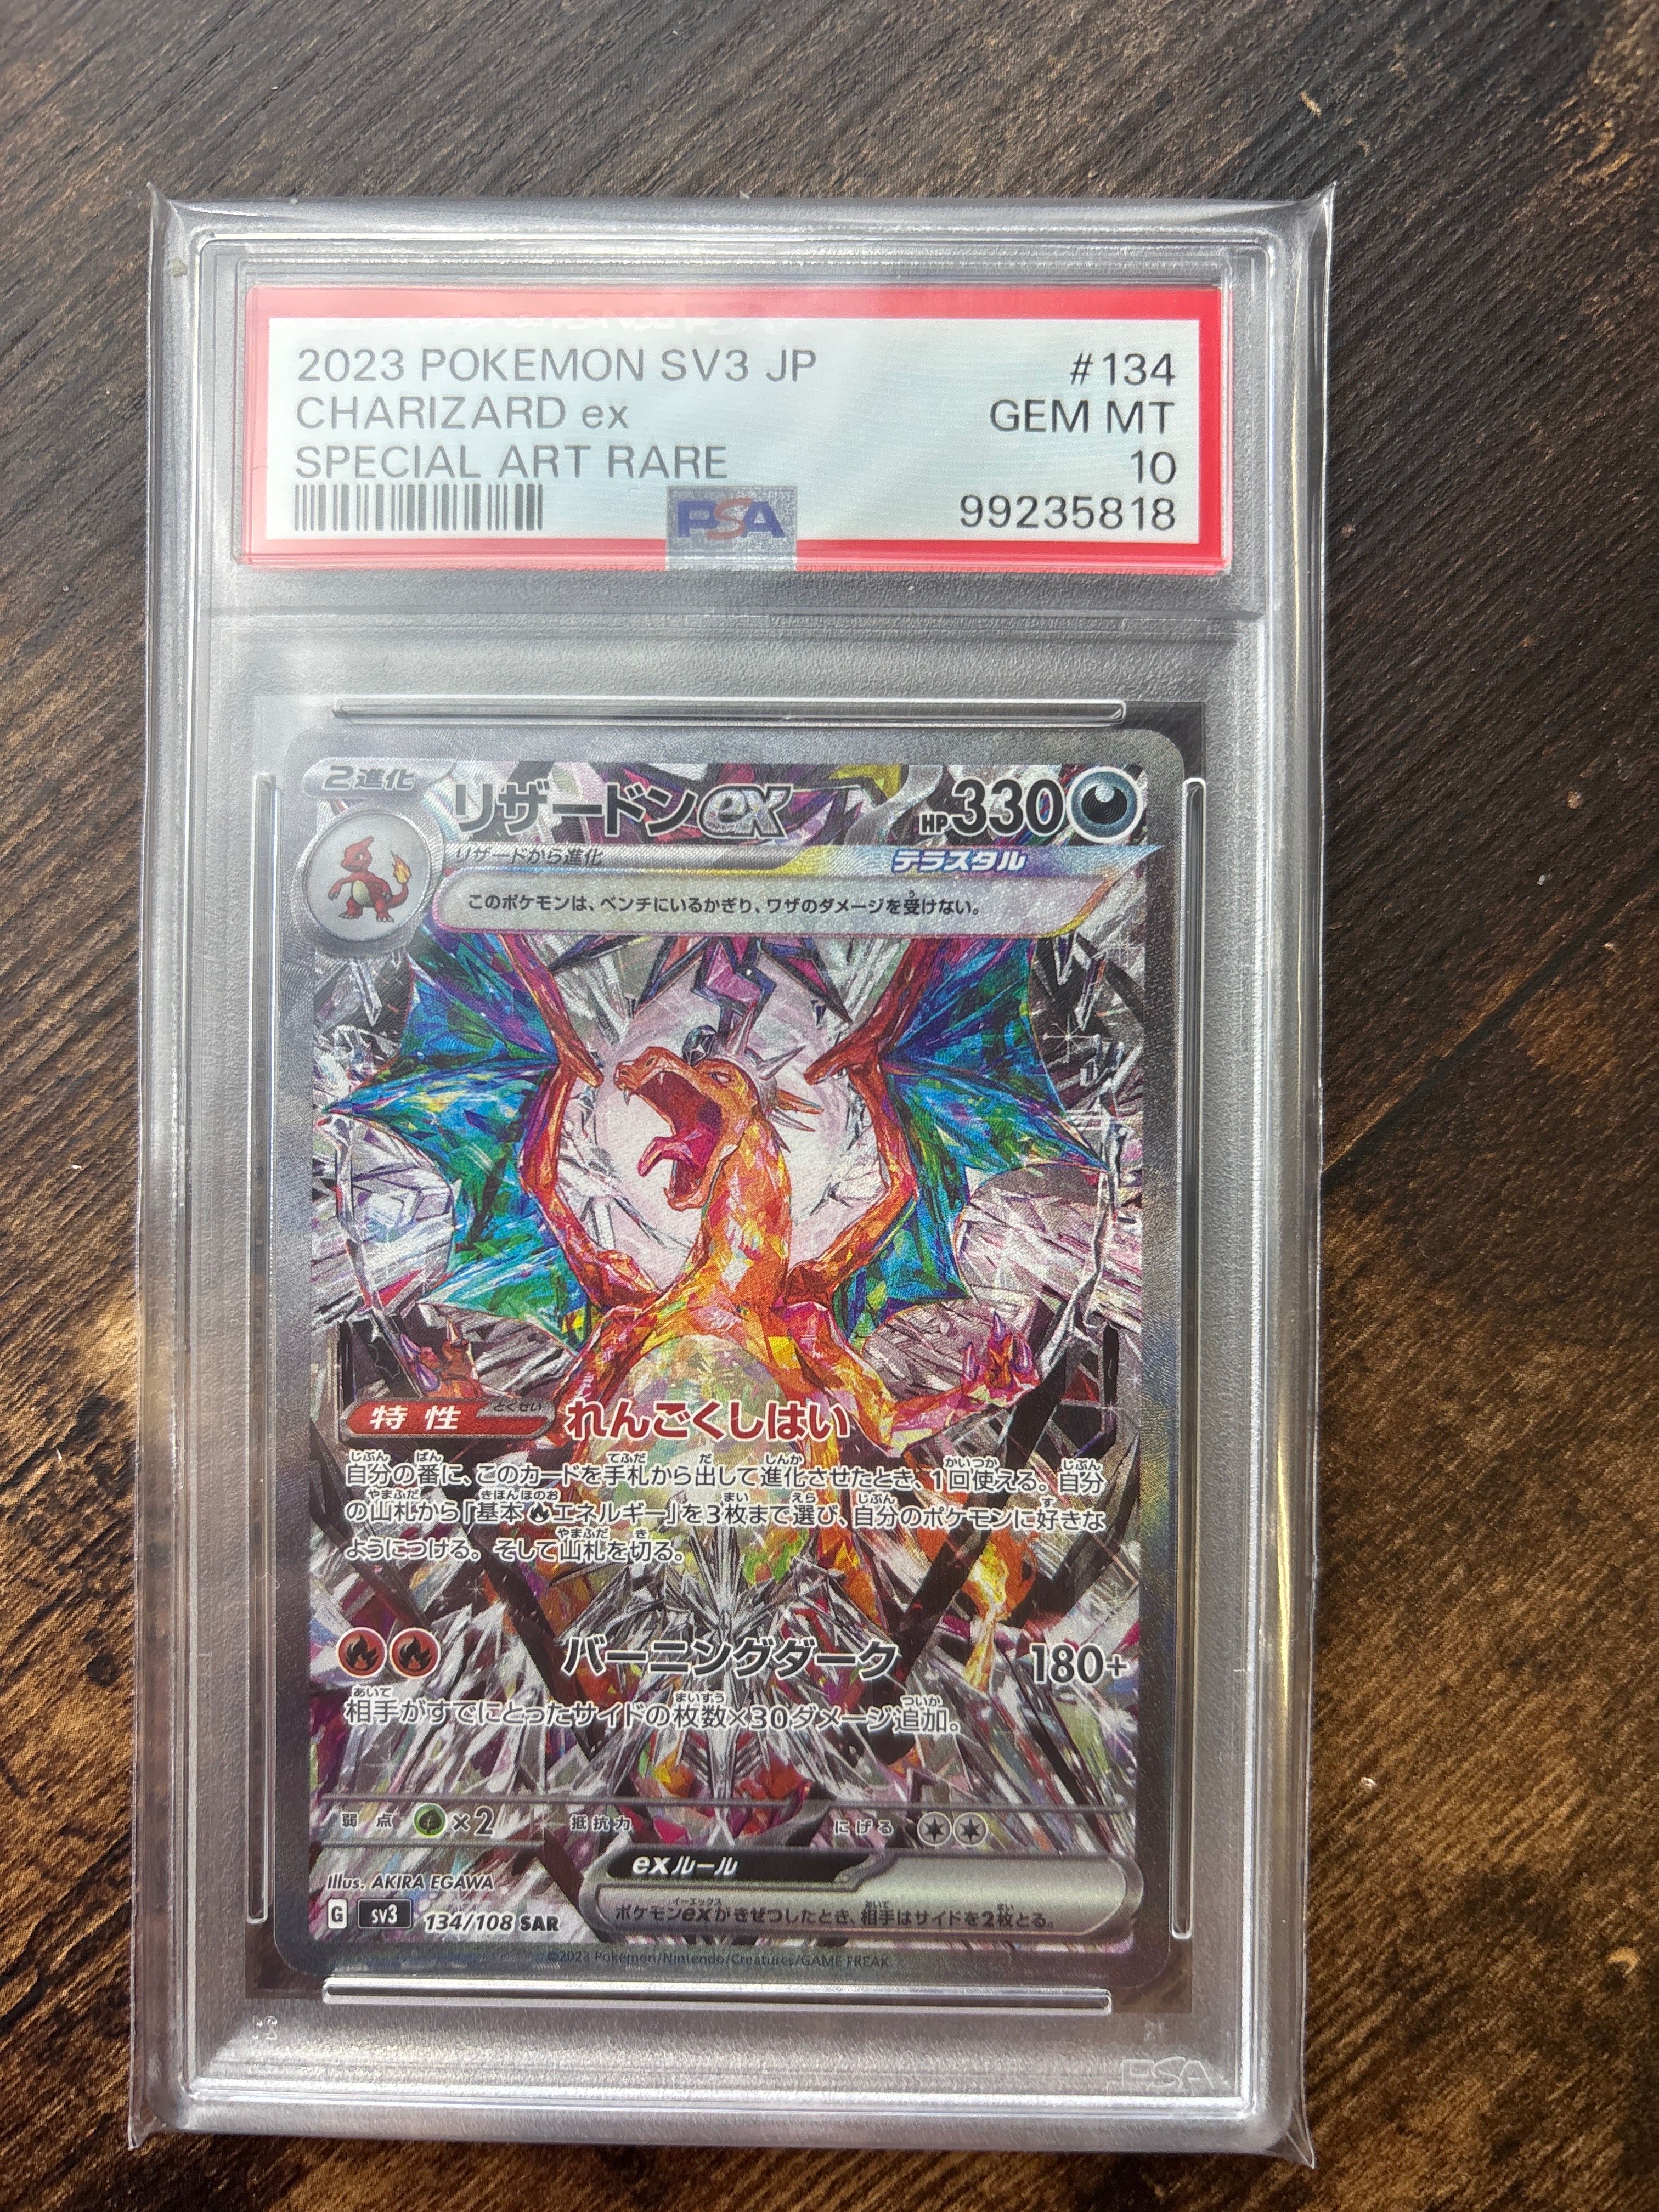 2023 POKEMON SV3 JP #134
CHARIZARD ex GEM MT
SPECIAL ART RARE 10
PSA 99235818
2進化 リザードンex HP330
リザードから進化 テラスタル
このポケモンは、ベンチにいるかぎり、ワザのダメージを受けない。
特性 れんごくしはい
自分の番に、このカードを手札から出して進化させたとき、1回使える。自分
の山札から「基本エネルギー」を3枚まで選び、自分のポケモンに好きな
ようにつける。そして山札を切る。
バーニングダーク 180+
相手がすでにとったサイドの枚数×30ダメージ追加。
弱点 ×2 抵抗力 にげる
exルール
Illus. AKIRA EGAWA
ポケモンexがきぜつしたとき、相手はサイドを2枚とる。
G sv3 134/108 SAR
©2023 Pokémon/Nintendo/Creatures/GAME FREAK
PSA